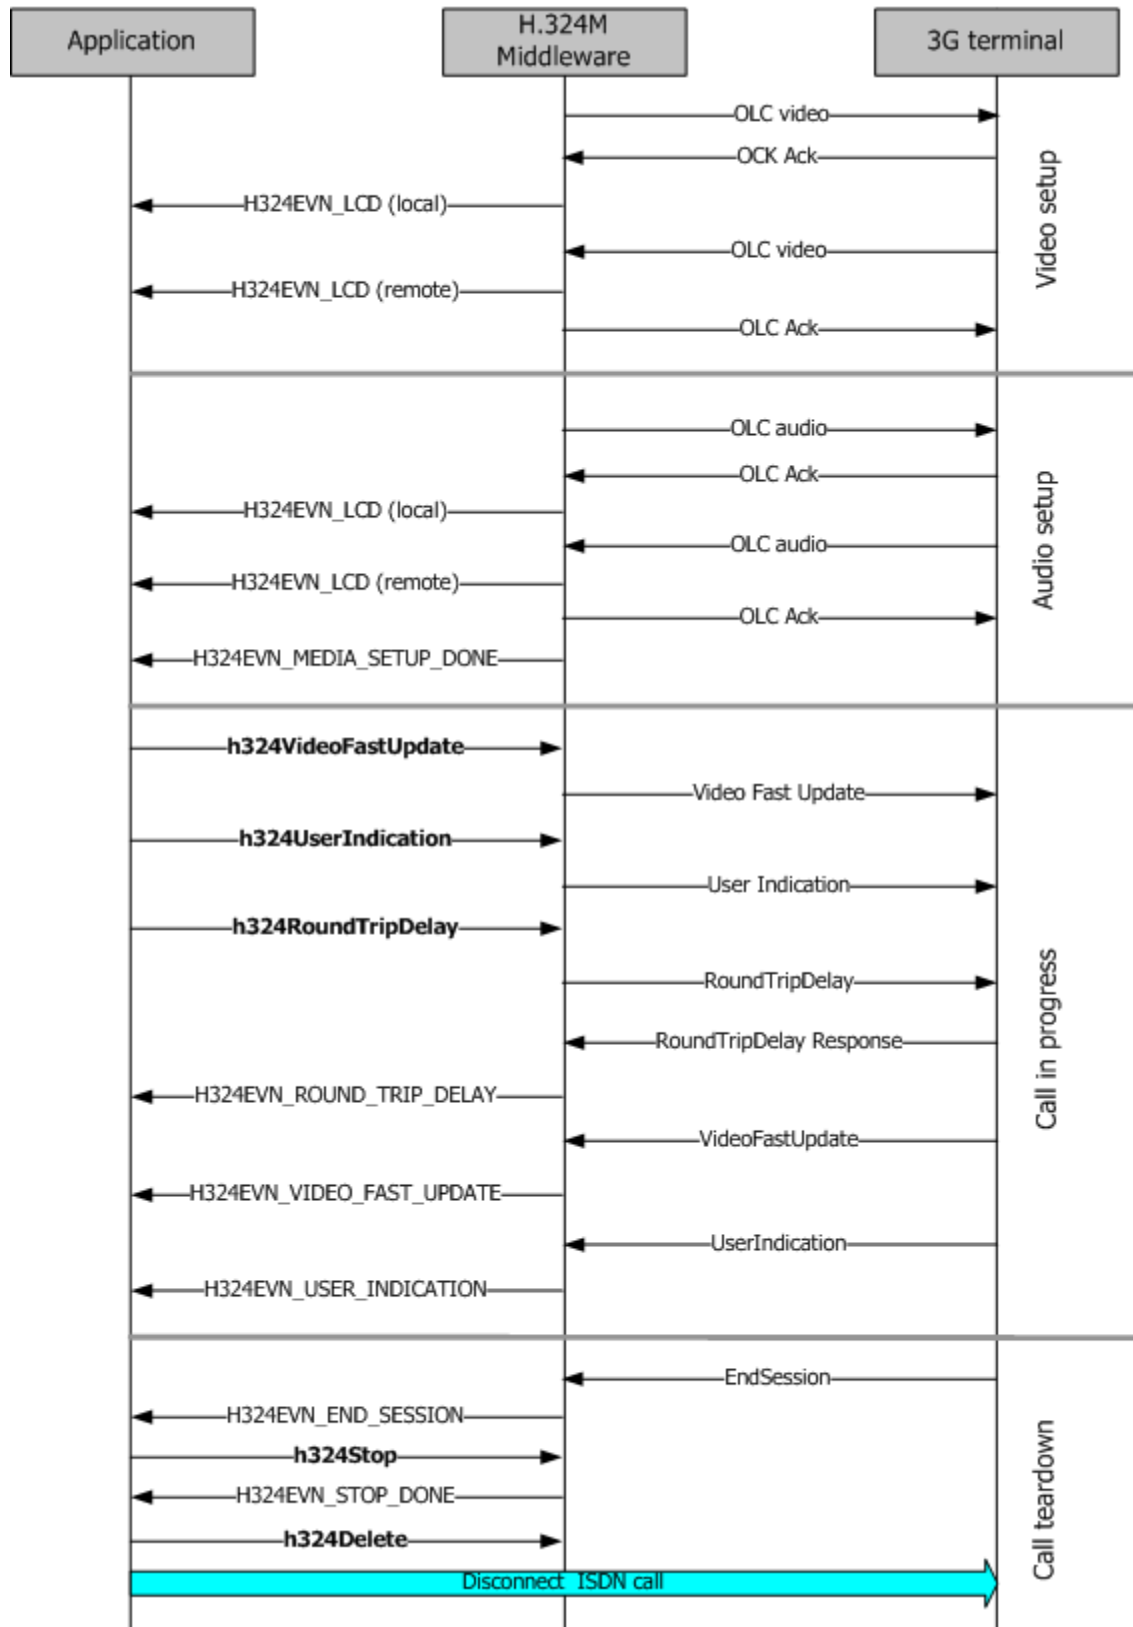 Application
H.324M
Middleware
3G terminal
OLC video
OCK Ack
H324EVN_LCD (local)
OLC video
H324EVN_LCD (remote)
OLC Ack
Video setup
OLC audio
OLC Ack
H324EVN_LCD (local)
OLC audio
H324EVN_LCD (remote)
OLC Ack
H324EVN_MEDIA_SETUP_DONE
Audio setup
h324VideoFastUpdate
Video Fast Update
h324UserIndication
User Indication
h324RoundTripDelay
RoundTripDelay
RoundTripDelay Response
H324EVN_ROUND_TRIP_DELAY
VideoFastUpdate
H324EVN_VIDEO_FAST_UPDATE
UserIndication
H324EVN_USER_INDICATION
Call in progress
EndSession
H324EVN_END_SESSION
h324Stop
H324EVN_STOP_DONE
h324Delete
Disconnect ISDN call
Call teardown